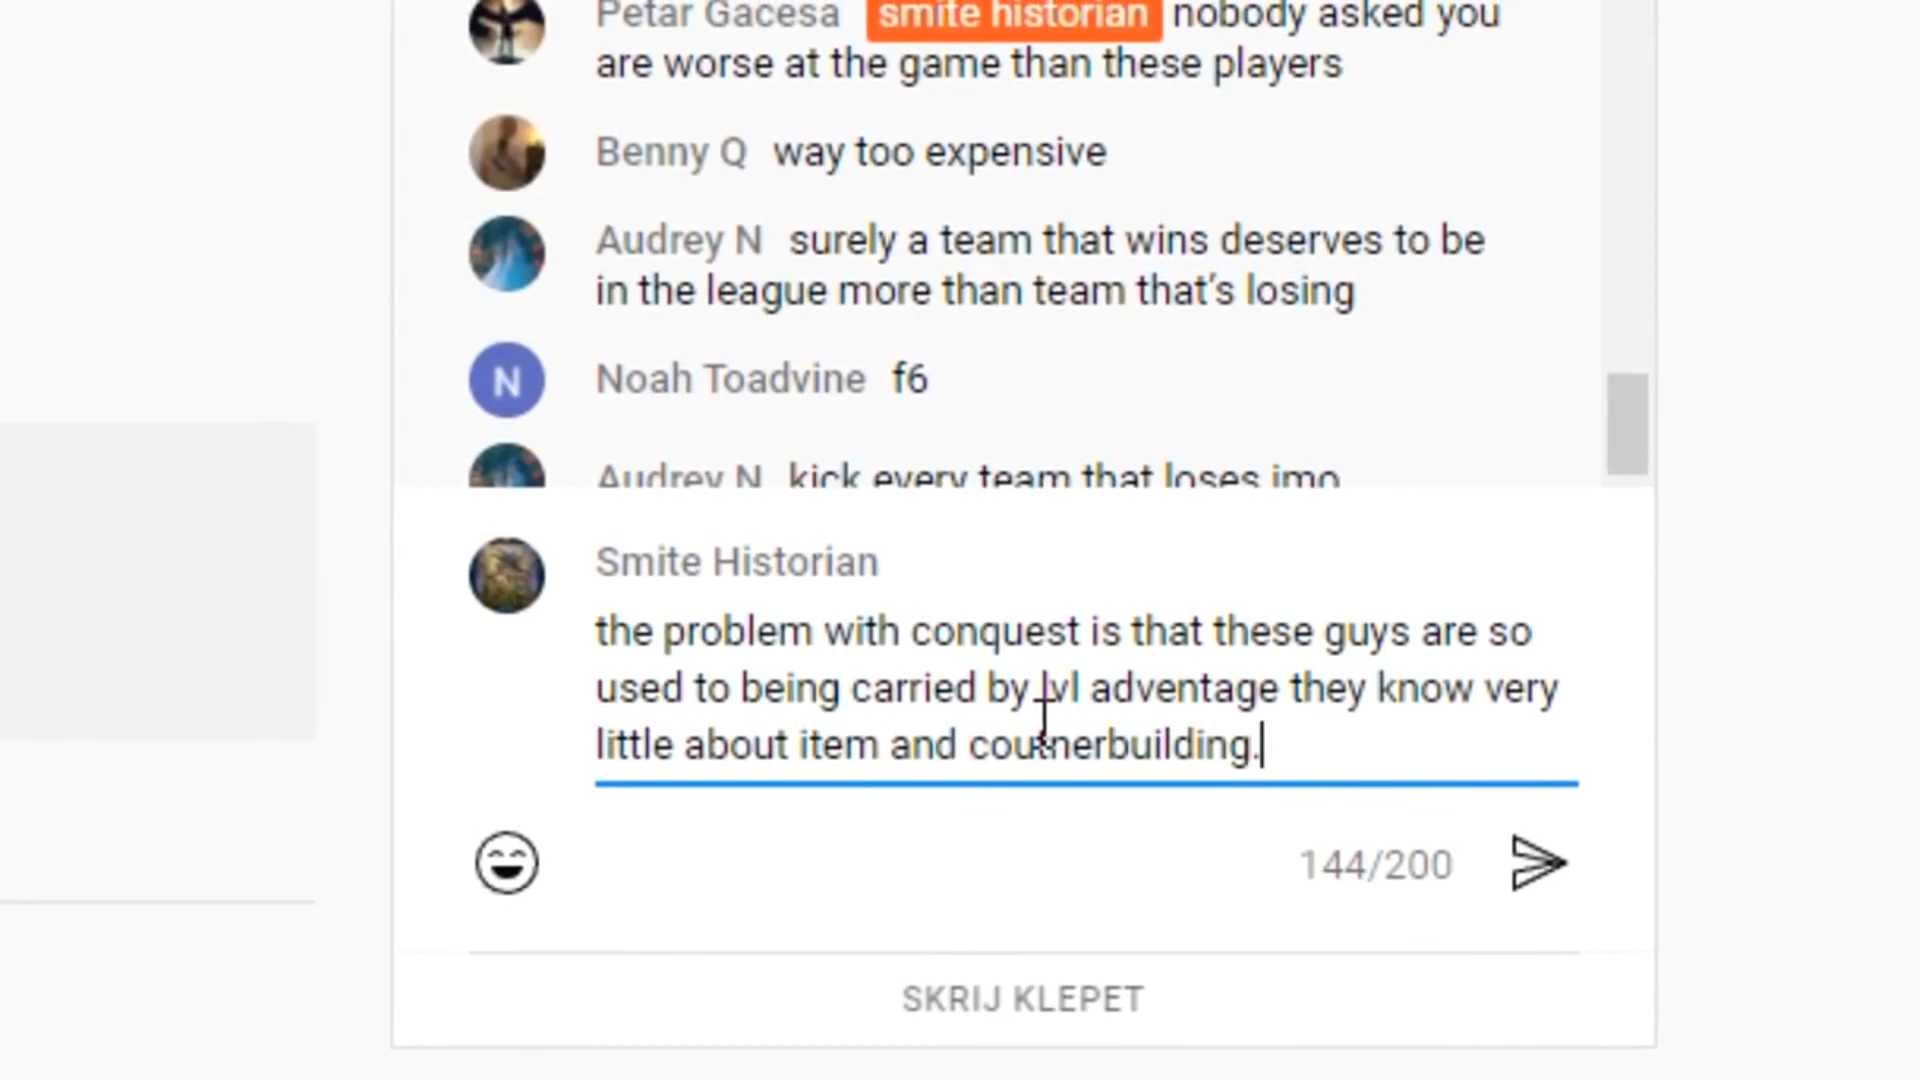 Petar Gacesa smite historian nobody asked you
are worse at the game than these players
Benny Q way too expensive
Audrey N surely a team that wins deserves to be
in the league more than team that's losing
N
Noah Toadvine f6
Audrey N kick every team that loses imo
Smite Historian
the problem with conquest is that these guys are so
used to being carried by lvl adventage they know very
little about item and counerbuilding.
144/200
SKRIJ KLEPET